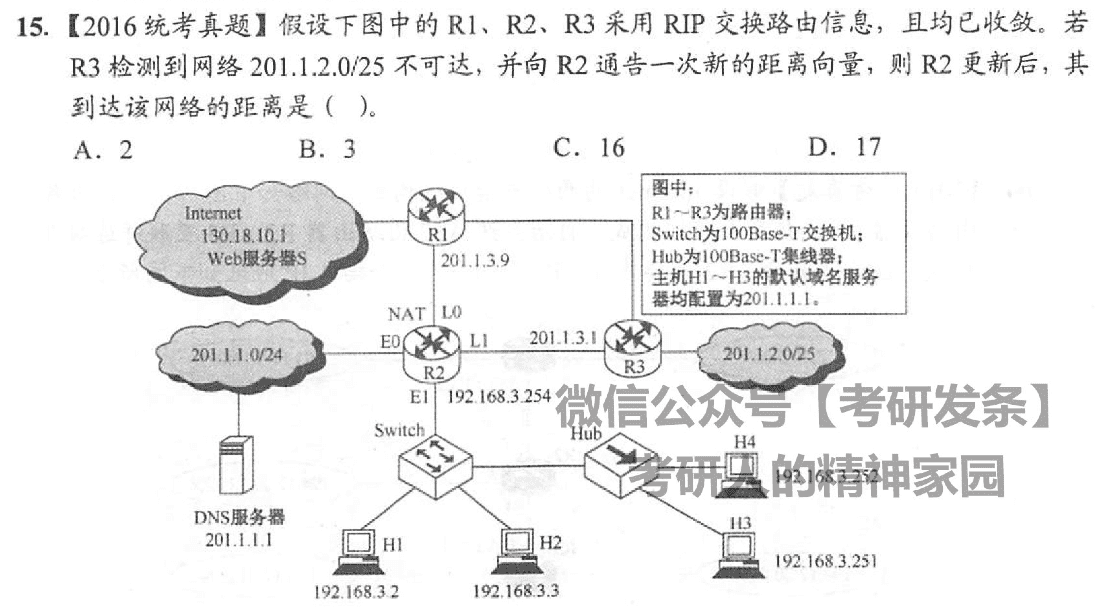 15. 【2016 统考真题】假设下图中的 R1、R2、R3 采用 RIP 交换路由信息，且均已收敛。若
R3 检测到网络 201.1.2.0/25 不可达，并向 R2 通告一次新的距离向量，则 R2 更新后，其
到达该网络的距离是（ ）。
A．2 B．3 C．16 D．17
图中：
R1～R3为路由器；
Switch为100Base-T交换机；
Hub为100Base-T集线器；
主机H1～H3的默认域名服务
器均配置为201.1.1.1。
Internet
130.18.10.1
Web服务器S
R1
201.1.3.9
NAT L0
201.1.1.0/24
E0
L1
R2
201.1.3.1
R3
201.1.2.0/25
E1
192.168.3.254
微信公众号【考研发条】
考研人的精神家园
Switch
Hub
H4
192.168.3.252
DNS服务器
201.1.1.1
H1
192.168.3.2
H2
192.168.3.3
H3
192.168.3.251